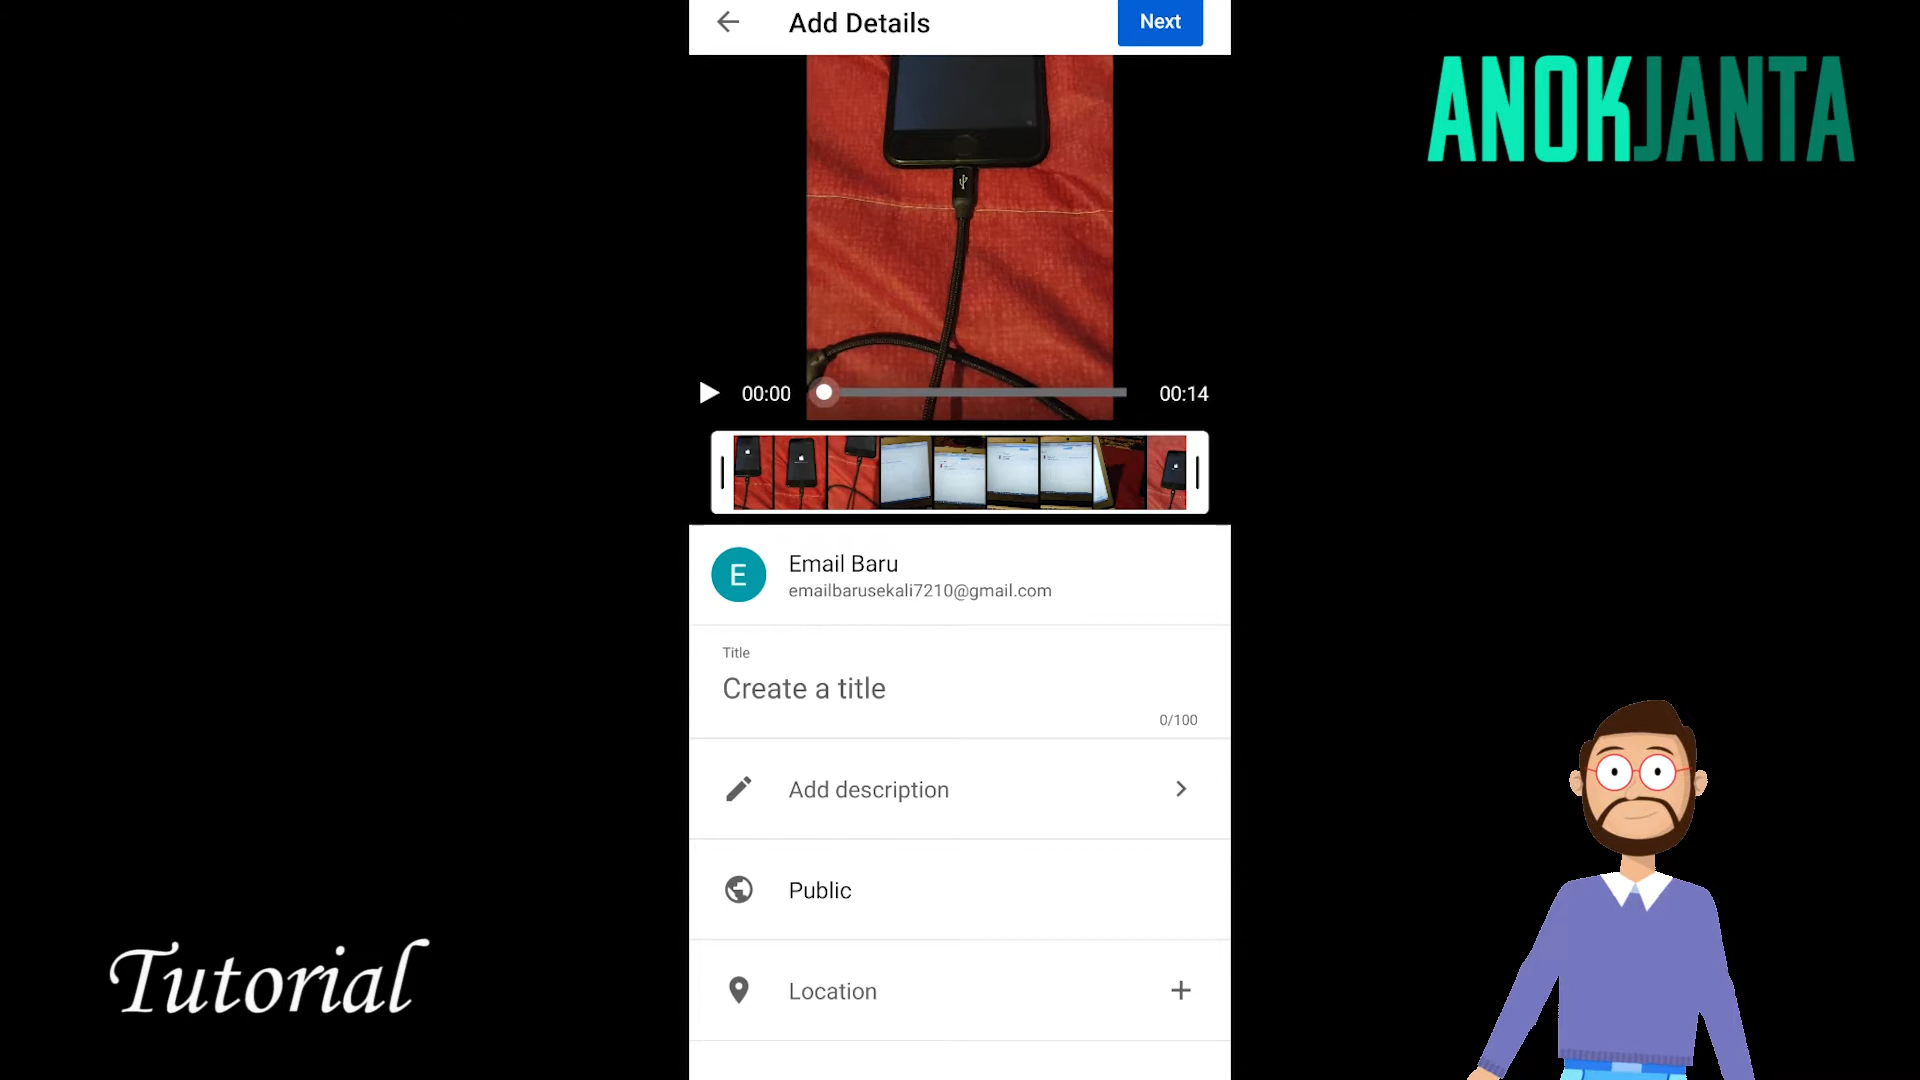 Add Details
Next
ANOKJANTA
00:00
00:14
E
Email Baru
emailbarusekali7210@gmail.com
Title
Create a title
0/100
Add description
Public
Location
Tutorial